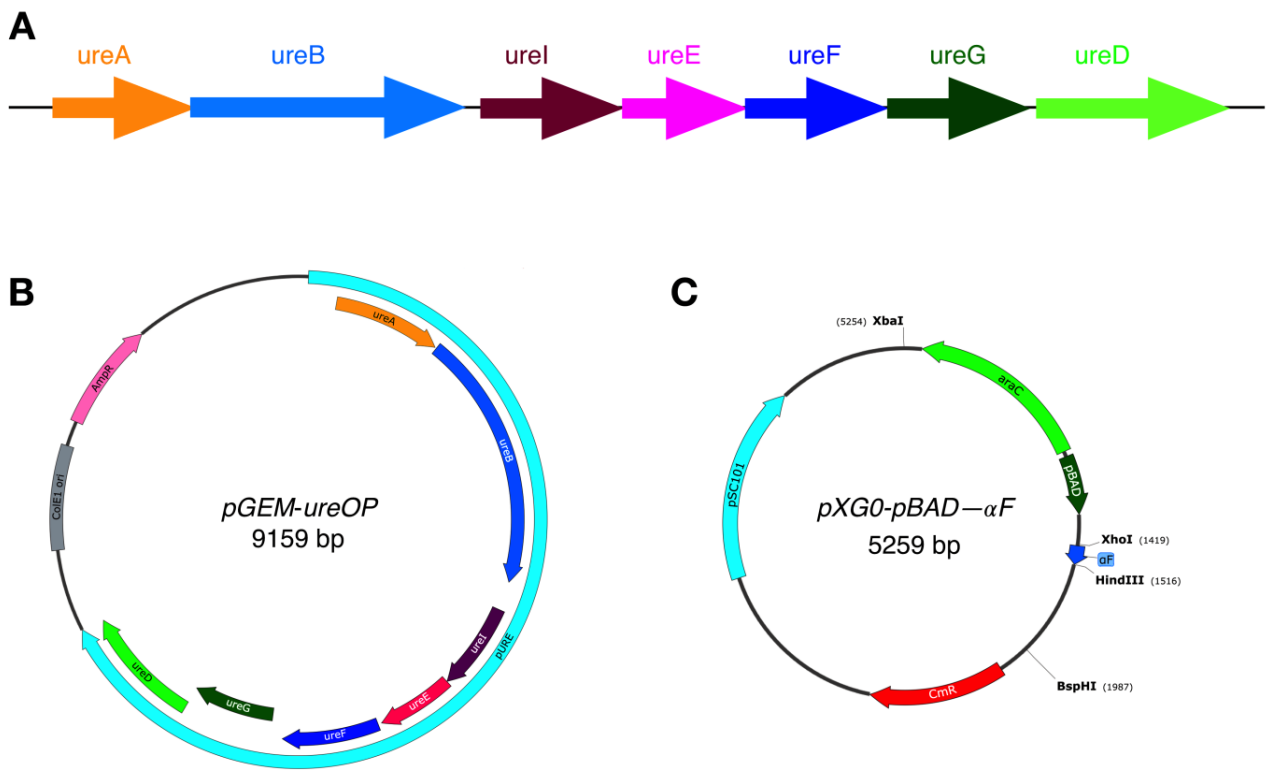 A
ureA ureB ureI ureE ureF ureG ureD
B
ureA
ureB
AmpR
ColE1 ori
pGEM-ureOP
9159 bp
ureI
pURE
ureE
ureD
ureG
ureF
C
(5254) XbaI
araC
pBAD
pSC101
pXG0-pBAD—αF
5259 bp
XhoI (1419)
αF
HindIII (1516)
BspHI (1987)
CmR